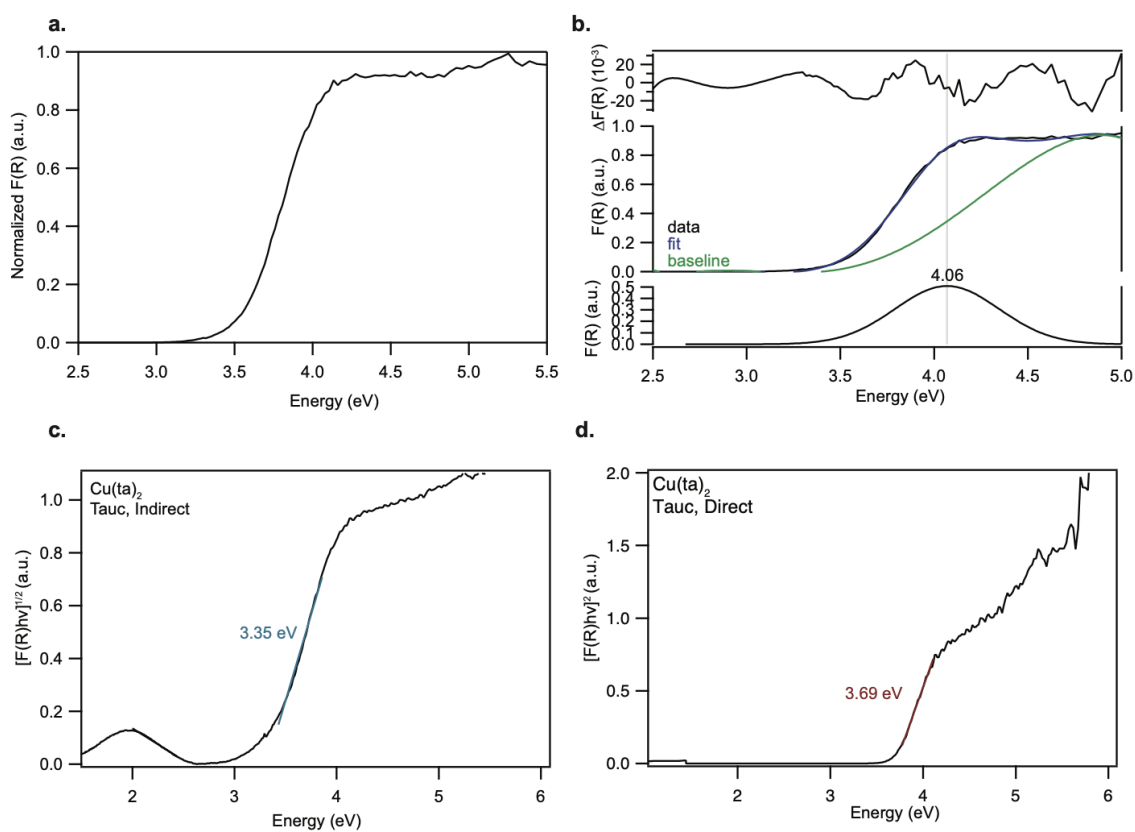 a.
Normalized F(R) (a.u.)
1.0
0.8
0.6
0.4
0.2
0.0
2.5 3.0 3.5 4.0 4.5 5.0 5.5
Energy (eV)
b.
ΔF(R) (10⁻³)
20
0
-20
F(R) (a.u.)
1.0
0.8
0.6
0.4
0.2
0.0
data
fit
baseline
4.06
F(R) (a.u.)
0.5
0.4
0.3
0.2
0.1
0.0
2.5 3.0 3.5 4.0 4.5 5.0
Energy (eV)
c.
Cu(ta)₂
Tauc, Indirect
[F(R)hv]¹/² (a.u.)
1.0
0.8
0.6
0.4
0.2
0.0
3.35 eV
2 3 4 5 6
Energy (eV)
d.
Cu(ta)₂
Tauc, Direct
[F(R)hv]² (a.u.)
2.0
1.5
1.0
0.5
0.0
3.69 eV
2 3 4 5 6
Energy (eV)